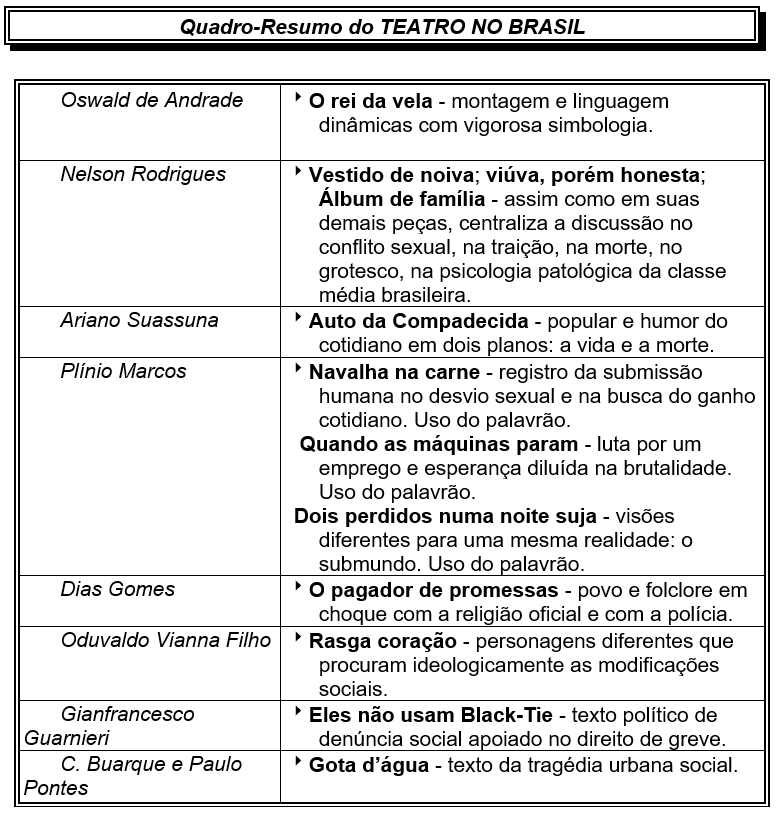 Quadro-Resumo do TEATRO NO BRASIL
Oswald de Andrade
O rei da vela - montagem e linguagem
dinâmicas com vigorosa simbologia.
Nelson Rodrigues
Vestido de noiva; viúva, porém honesta;
Álbum de família - assim como em suas
demais peças, centraliza a discussão no
conflito sexual, na traição, na morte, no
grotesco, na psicologia patológica da classe
média brasileira.
Ariano Suassuna
Auto da Compadecida - popular e humor do
cotidiano em dois planos: a vida e a morte.
Plínio Marcos
Navalha na carne - registro da submissão
humana no desvio sexual e na busca do ganho
cotidiano. Uso do palavrão.
Quando as máquinas param - luta por um
emprego e esperança diluída na brutalidade.
Uso do palavrão.
Dois perdidos numa noite suja - visões
diferentes para uma mesma realidade: o
submundo. Uso do palavrão.
Dias Gomes
O pagador de promessas - povo e folclore em
choque com a religião oficial e com a polícia.
Oduvaldo Vianna Filho
Rasga coração - personagens diferentes que
procuram ideologicamente as modificações
sociais.
Gianfrancesco
Guarnieri
Eles não usam Black-Tie - texto político de
denúncia social apoiado no direito de greve.
C. Buarque e Paulo
Pontes
Gota d'água - texto da tragédia urbana social.